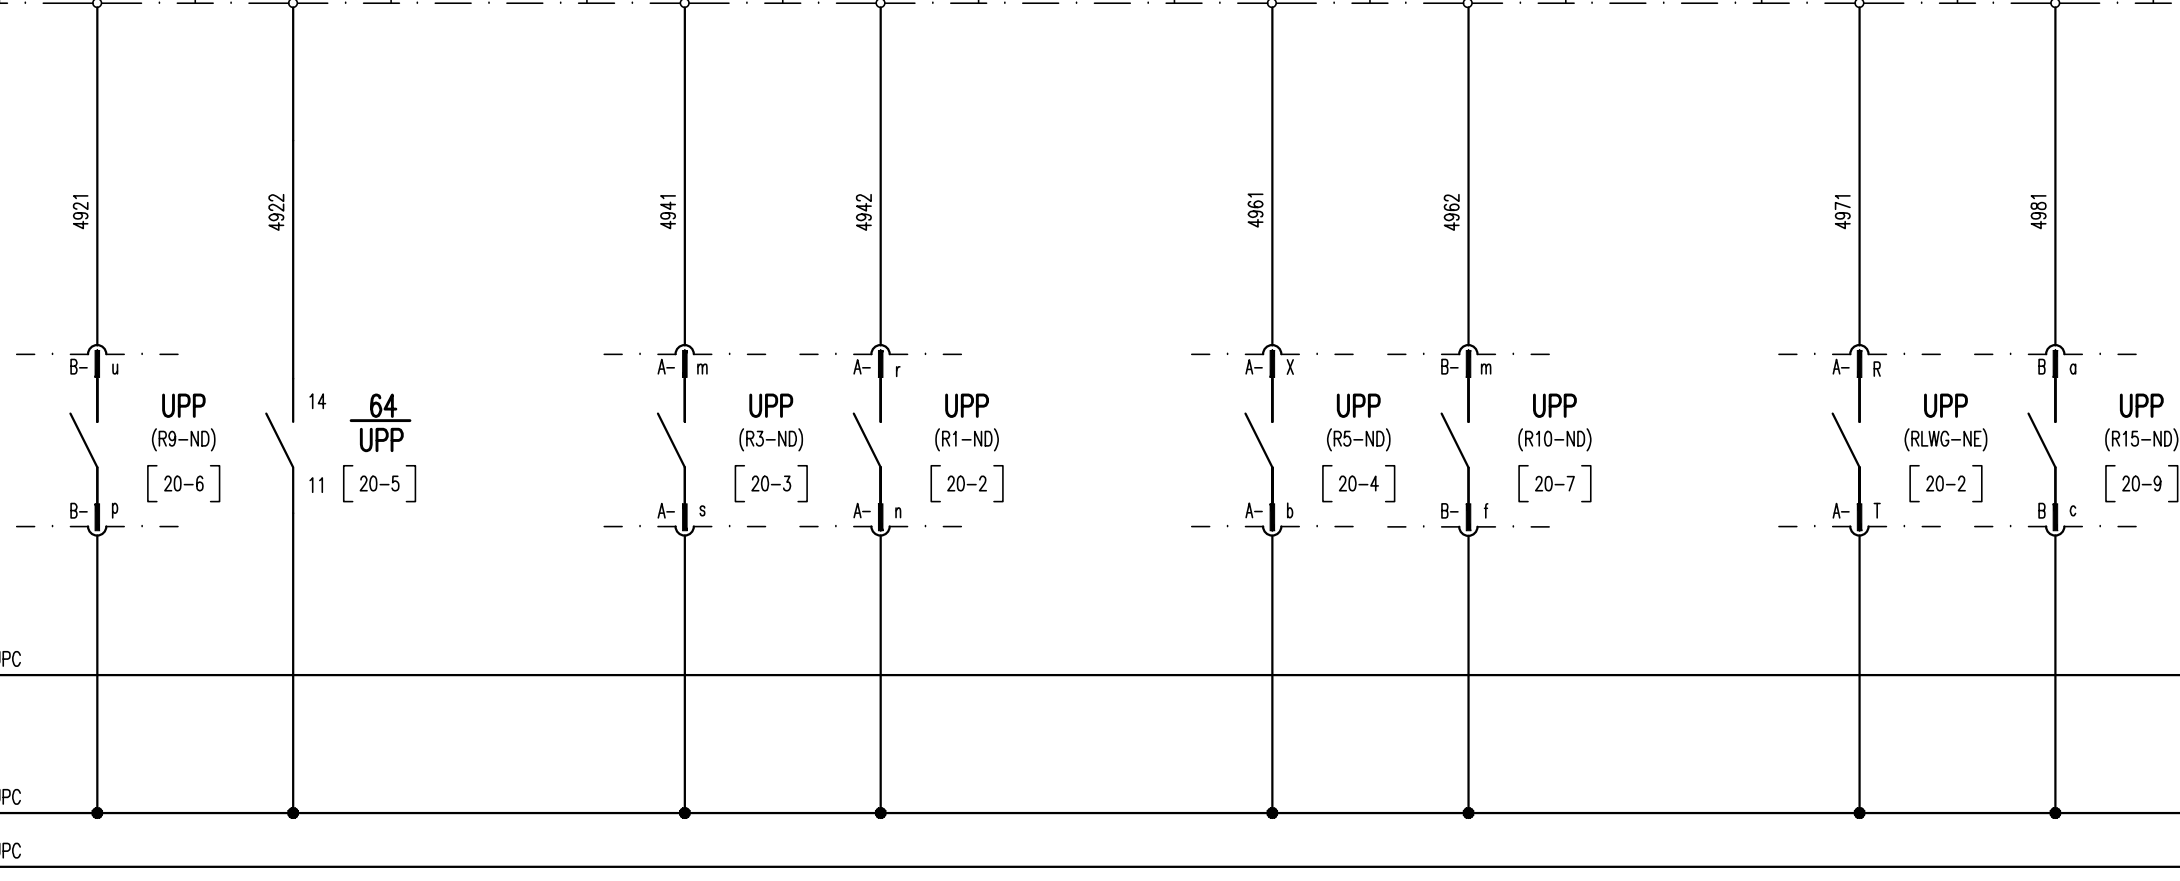 4921
4922
4941
4942
4961
4962
4971
4981
B- u
A- m
A- r
A- X
B- m
A- R
B a
UPP
(R9-ND)
[20-6]
14
64
UPP
11
[20-5]
UPP
(R3-ND)
[20-3]
UPP
(R1-ND)
[20-2]
UPP
(R5-ND)
[20-4]
UPP
(R10-ND)
[20-7]
UPP
(RLWG-NE)
[20-2]
UPP
(R15-ND)
[20-9]
B- p
A- s
A- n
A- b
B- f
A- T
B c
PC
PC
PC